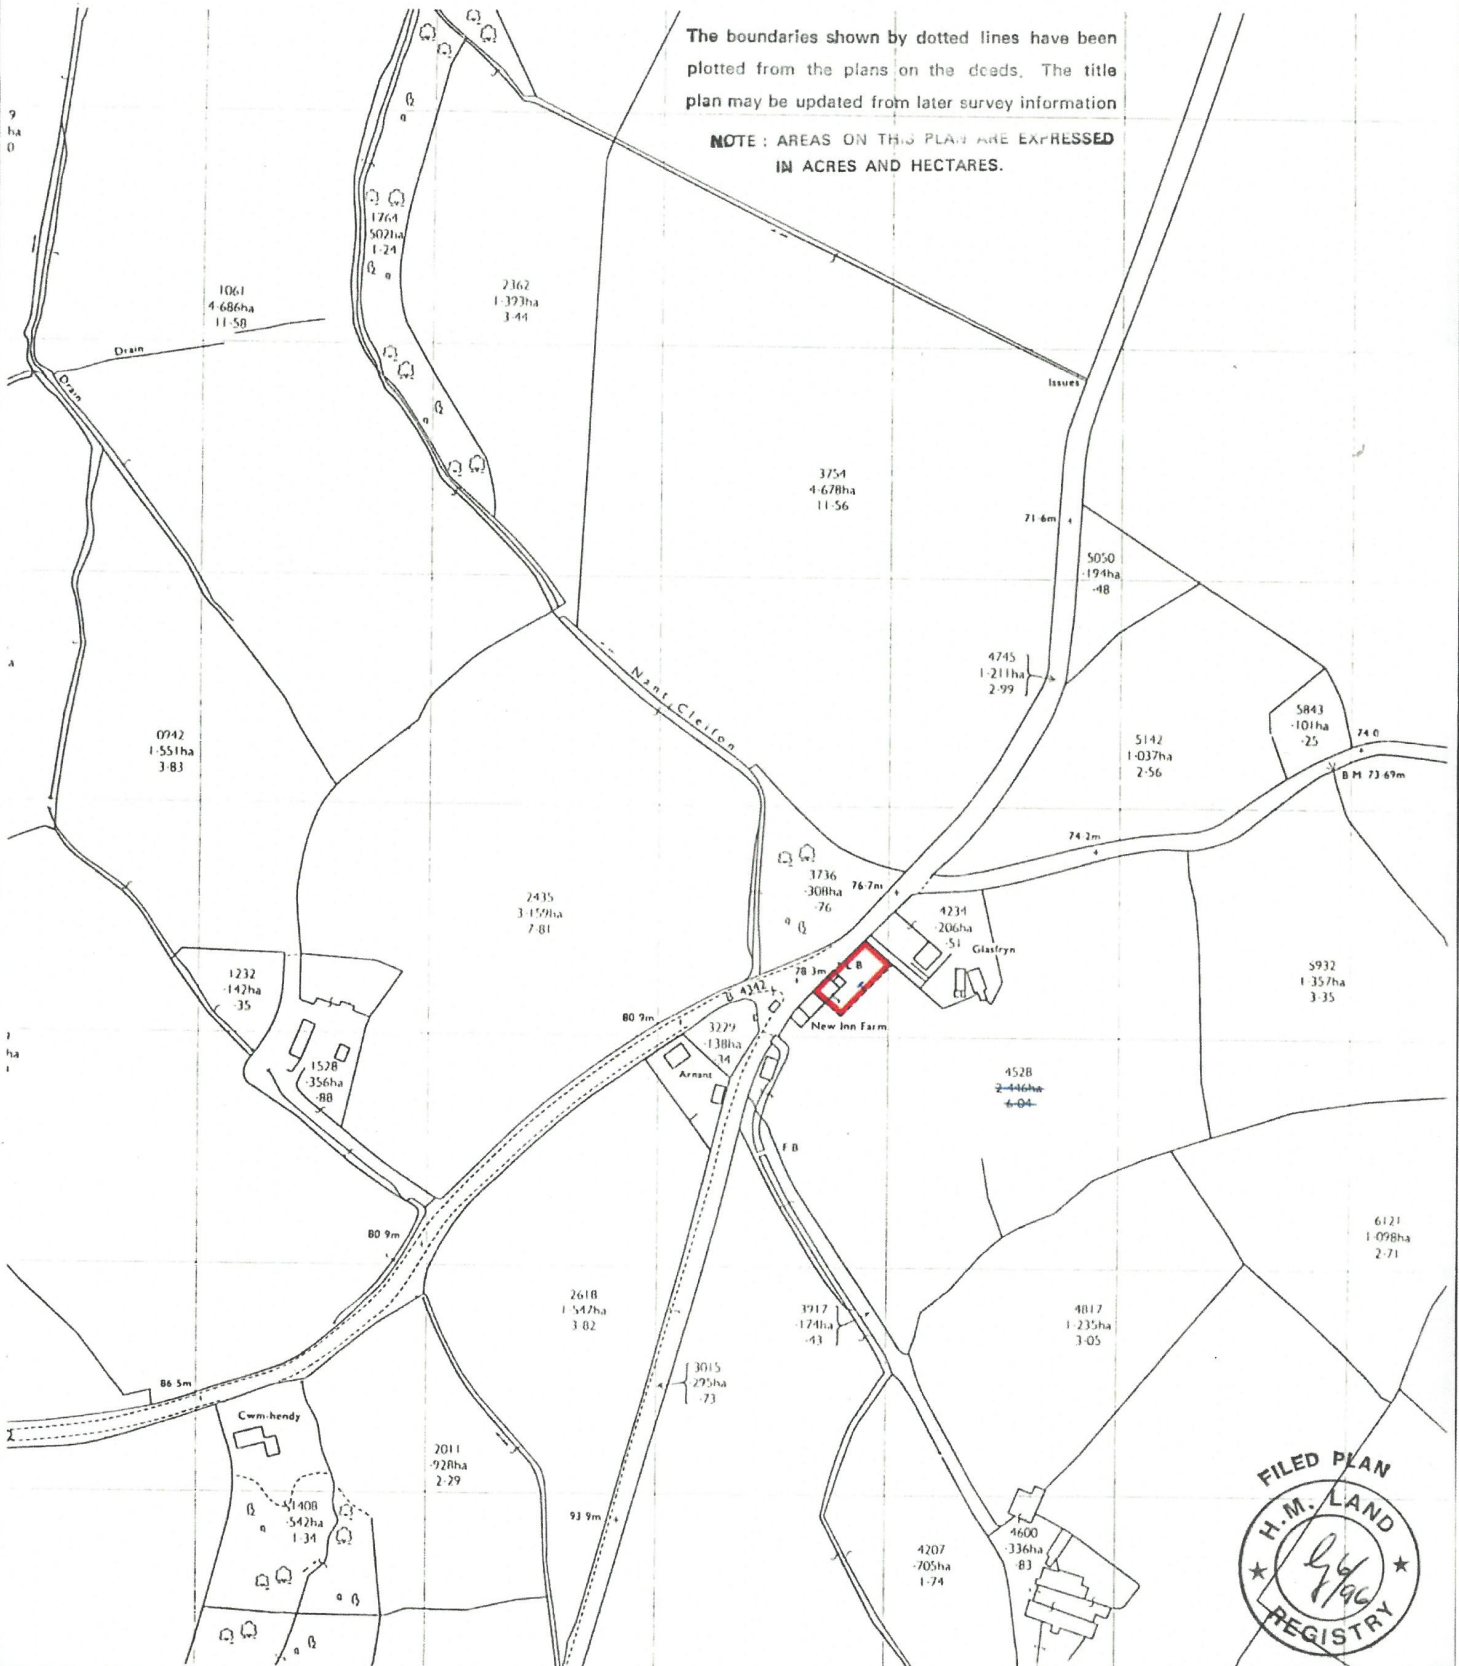 The boundaries shown by dotted lines have been
plotted from the plans on the deeds. The title
plan may be updated from later survey information
NOTE : AREAS ON THIS PLAN ARE EXPRESSED
IN ACRES AND HECTARES.
9
ha
0
1764
502ha
1·24
1061
4·686ha
11·58
2362
1·393ha
3·44
Drain
Drain
Issues
3754
4·678ha
11·56
71·6m
5050
·194ha
·48
a
Nant Cleifon
4745
1·211ha
2·99
0942
1·551ha
3·83
5843
·101ha
·25
74·0
5142
1·037ha
2·56
B M 73·69m
74·2m
3736
·308ha
·76
76·7m
2435
3·159ha
7·81
4234
·206ha
·51
Glasfryn
1232
·142ha
·35
78·3m
L B
5932
1·357ha
3·35
4242
80·9m
New Inn Farm
3229
·138ha
·34
ha
Arnant
1528
·356ha
·88
4528
2·446ha
6·04
F B
80·9m
6121
1·098ha
2·71
2618
1·547ha
3·82
3917
·174ha
·43
4817
1·235ha
3·05
3015
·295ha
·73
86·5m
Cwm-hendy
2011
·928ha
2·29
1408
·542ha
1·34
93·9m
4207
·705ha
1·74
4600
·336ha
·83
FILED PLAN
H.M. LAND
REGISTRY